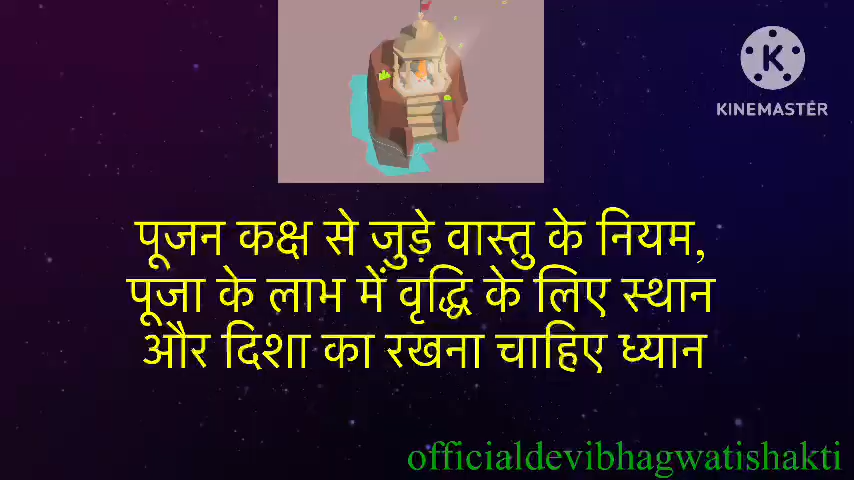 KINEMASTER
पूजन कक्ष से जुड़े वास्तु के नियम,
पूजा के लाभ में वृद्धि के लिए स्थान
और दिशा का रखना चाहिए ध्यान
officialdevibhagwatishakti